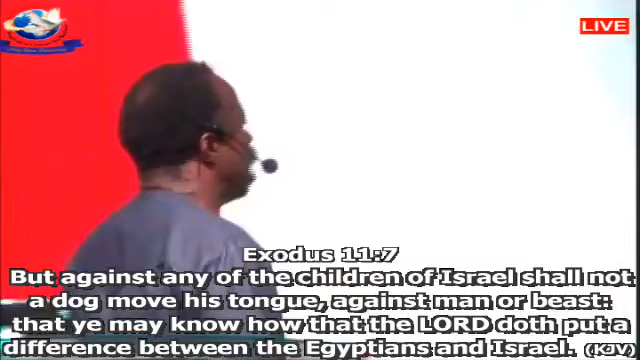 LIVE
Exodus 11:7
But against any of the children of Israel shall not
a dog move his tongue, against man or beast:
that ye may know how that the LORD doth put a
difference between the Egyptians and Israel. (KJV)